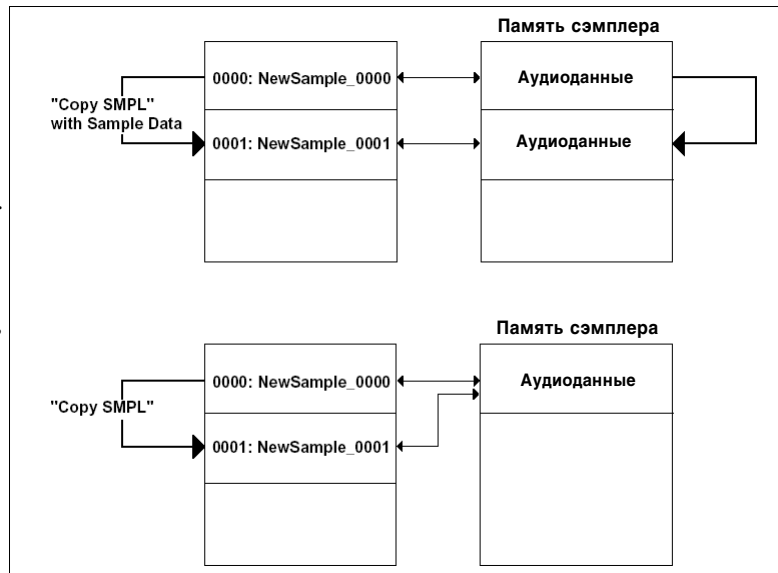 Память сэмплера
0000: NewSample_0000
Аудиоданные
"Copy SMPL"
with Sample Data
0001: NewSample_0001
Аудиоданные
Память сэмплера
0000: NewSample_0000
Аудиоданные
"Copy SMPL"
0001: NewSample_0001